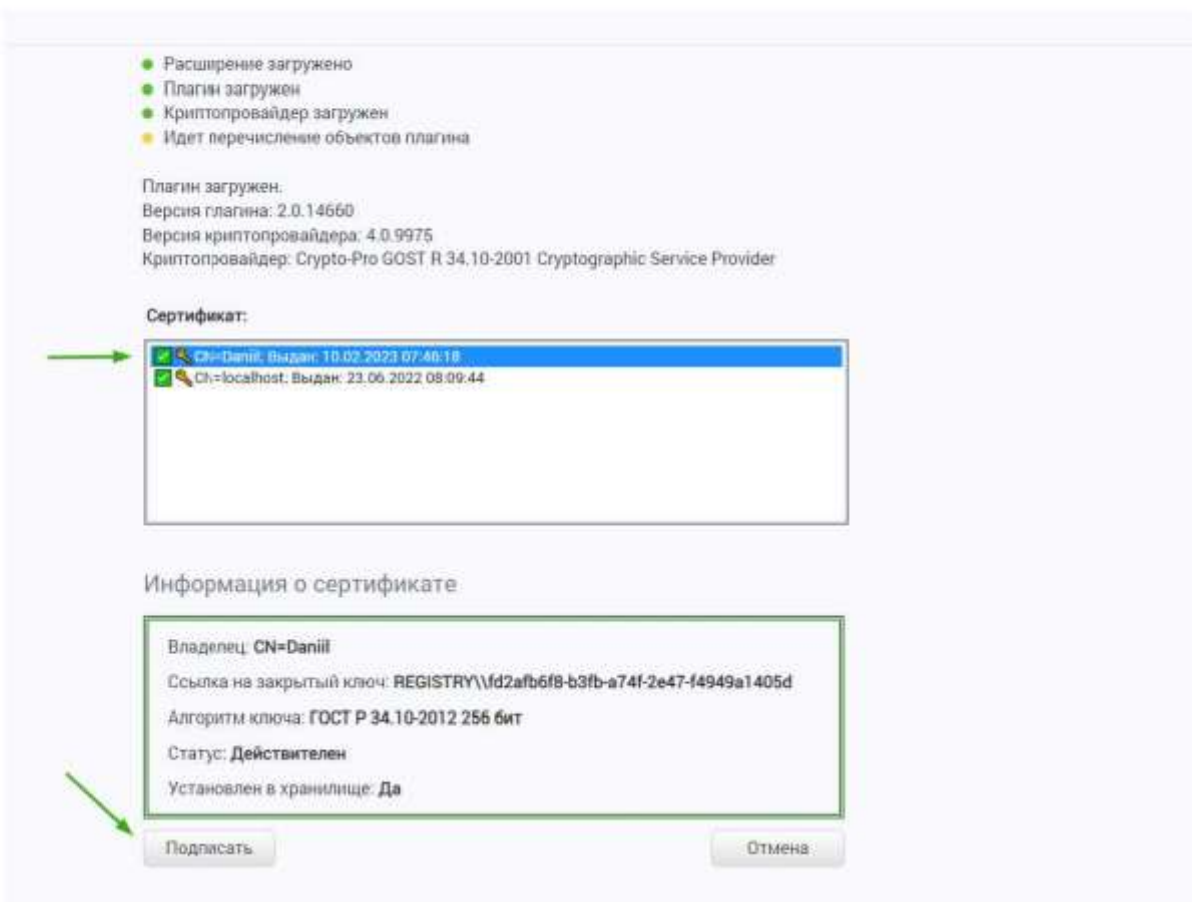 Расширение загружено
Плагин загружен
Криптопровайдер загружен
Идет перечисление объектов плагина
Плагин загружен.
Версия плагина: 2.0.14660
Версия криптопровайдера: 4.0.9975
Криптопровайдер: Crypto-Pro GOST R 34.10-2001 Cryptographic Service Provider
Сертификат:
CN=Daniil; Выдан: 10.02.2023 07:46:18
CN=localhost; Выдан: 23.06.2022 08:09:44
Информация о сертификате
Владелец: CN=Daniil
Ссылка на закрытый ключ: REGISTRY\\fd2afb6f8-b3fb-a74f-2e47-f4949a1405d
Алгоритм ключа: ГОСТ Р 34.10-2012 256 бит
Статус: Действителен
Установлен в хранилище: Да
Подписать Отмена